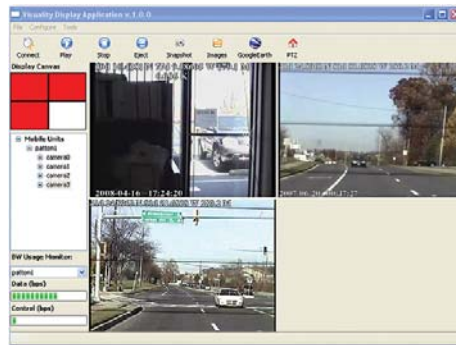 Visuality Display Application v.1.0.0
File Configure Tools
Connect Play Stop Eject Snapshot Images GoogleEarth PTZ
Display Canvas
Mobile Units
patton1
camera0
camera1
camera2
camera3
2008-04-16 - 17:24:20
BW Usage Monitor:
patton1
Data (bps)
Control (bps)